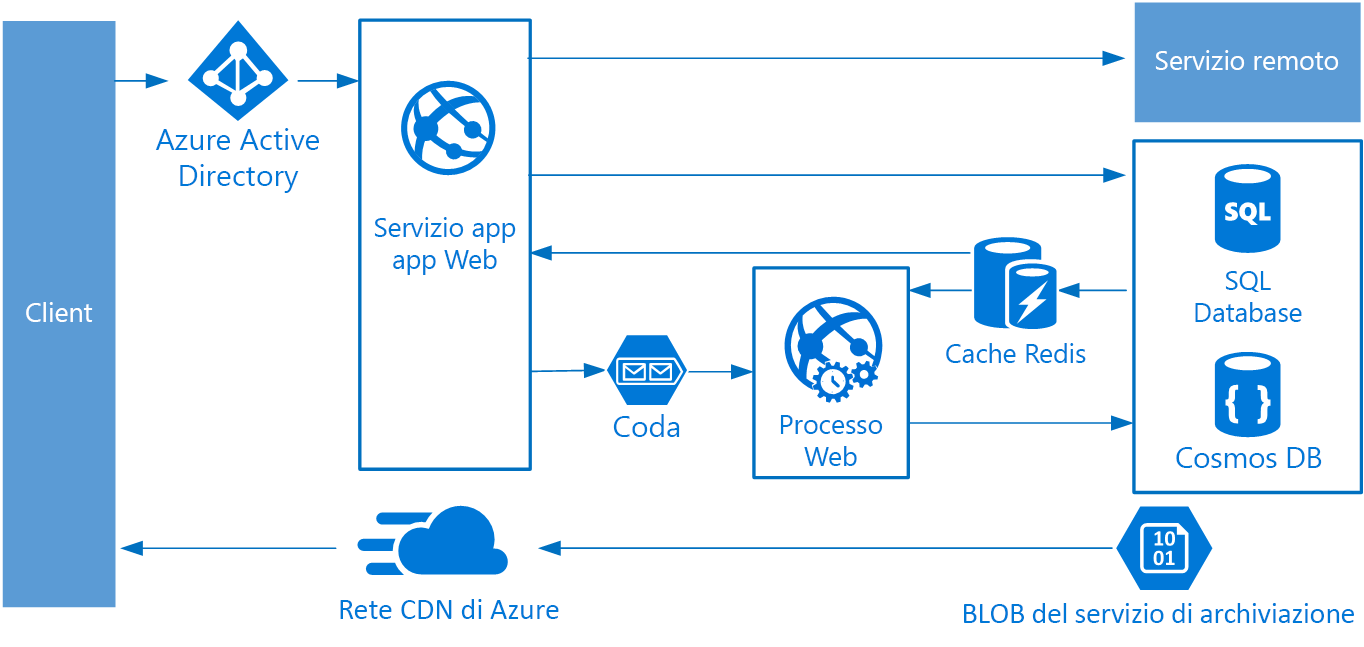 Client
Azure Active
Directory
Servizio app
app Web
Coda
Processo
Web
Cache Redis
Servizio remoto
SQL
SQL
Database
{ }
Cosmos DB
Rete CDN di Azure
10
01
BLOB del servizio di archiviazione